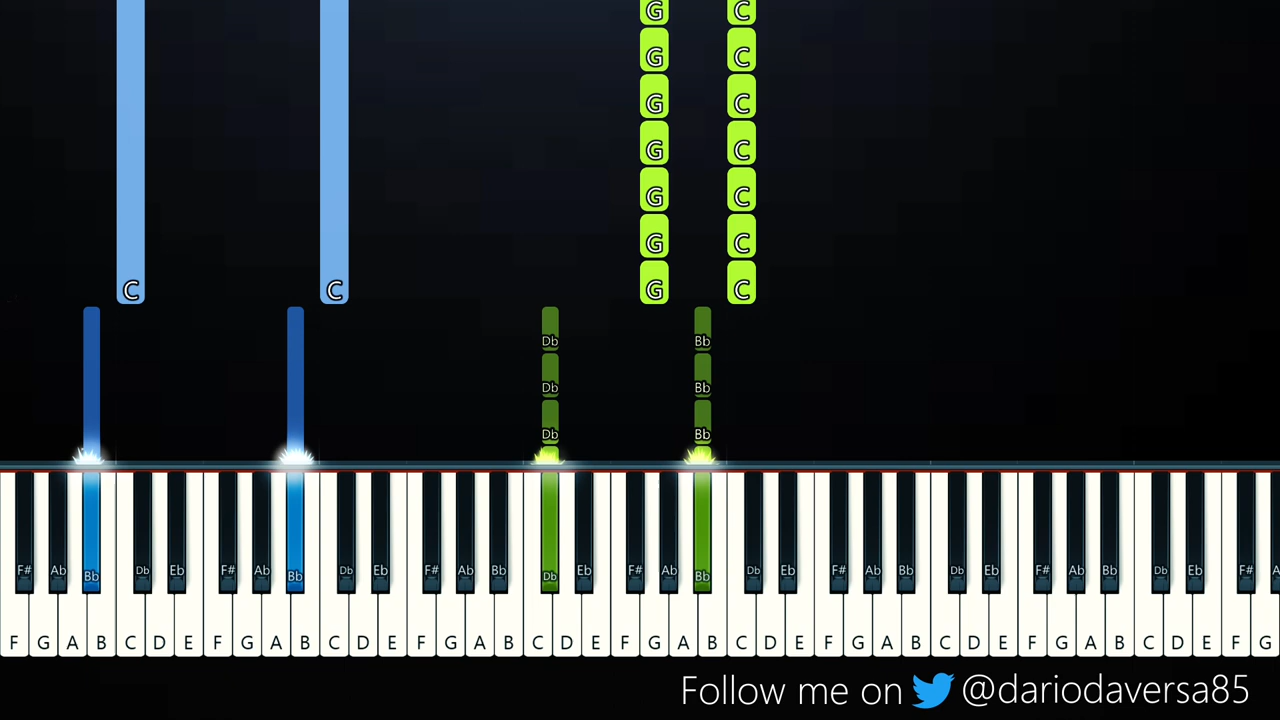 G C
G C
G C
G C
G C
G C
C C G C
Db Bb
Db Bb
Db Bb
F# Ab Bb Db Eb F# Ab Bb Db Eb F# Ab Bb Db Eb F# Ab Bb Db Eb F# Ab Bb Db Eb F# Ab Bb Db Eb F# A
F G A B C D E F G A B C D E F G A B C D E F G A B C D E F G A B C D E F G A B C D E F G
Follow me on @dariodaversa85